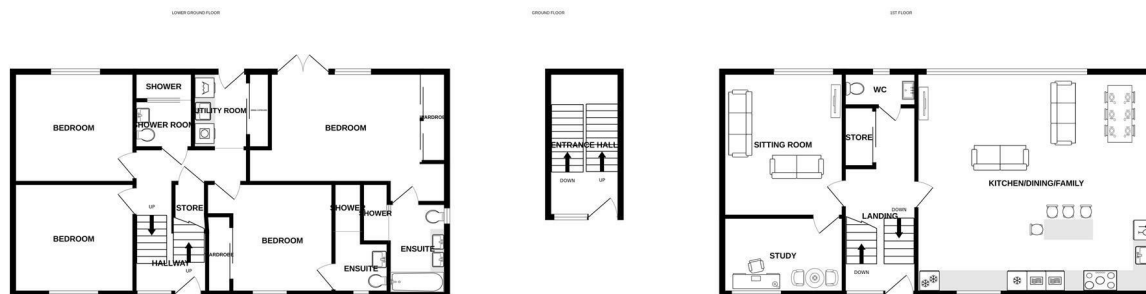 LOWER GROUND FLOOR
GROUND FLOOR
1ST FLOOR
SHOWER
UTILITY ROOM
BEDROOM
SHOWER ROOM
BEDROOM
UP
STORE
BEDROOM
HALLWAY
UP
BEDROOM
SHOWER
SHOWER
ENSUITE
ENSUITE
ENTRANCE HALL
DOWN
UP
WC
STORE
SITTING ROOM
KITCHEN/DINING/FAMILY
DOWN
LANDING
STUDY
DOWN